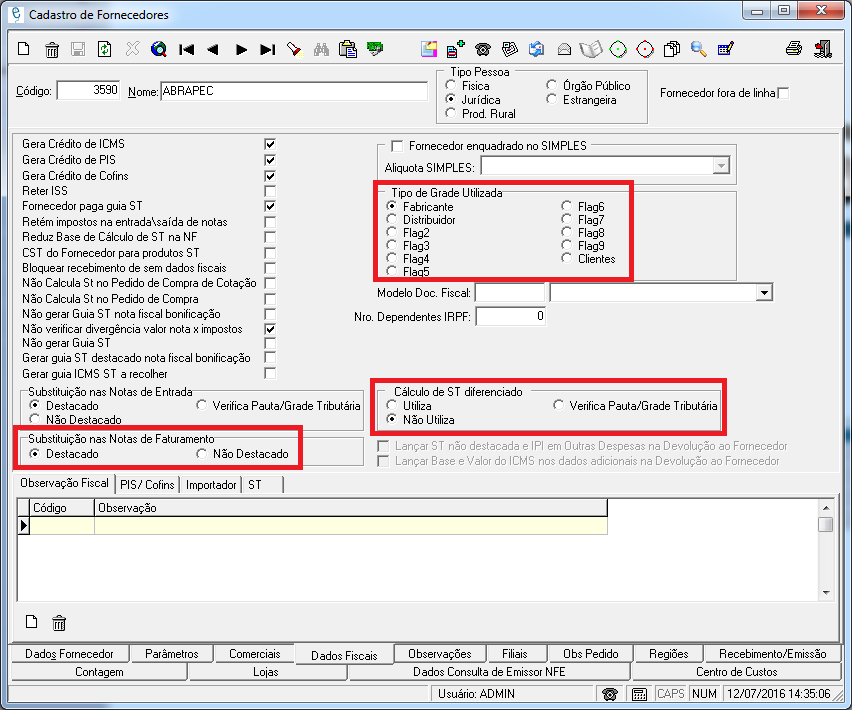 Cadastro de Fornecedores
Código: 3590 Nome: ABRAPEC
Tipo Pessoa
Fisica
Órgão Público
Jurídica
Estrangeira
Prod. Rural
Fornecedor fora de linha
Gera Crédito de ICMS
Gera Crédito de PIS
Gera Crédito de Cofins
Reter ISS
Fornecedor paga guia ST
Retém impostos na entrada\saída de notas
Reduz Base de Cálculo de ST na NF
CST do Fornecedor para produtos ST
Bloquear recebimento de sem dados fiscais
Não Calcula St no Pedido de Compra de Cotação
Não Calcula St no Pedido de Compra
Não gerar Guia ST nota fiscal bonificação
Não verificar divergência valor nota x impostos
Não gerar Guia ST
Gerar guia ST destacado nota fiscal bonificação
Gerar guia ICMS ST a recolher
Fornecedor enquadrado no SIMPLES
Aliquota SIMPLES:
Tipo de Grade Utilizada
Fabricante
Distribuidor
Flag2
Flag3
Flag4
Flag5
Flag6
Flag7
Flag8
Flag9
Clientes
Modelo Doc. Fiscal:
Nro. Dependentes IRPF: 0
Substituição nas Notas de Entrada
Destacado
Verifica Pauta/Grade Tributária
Não Destacado
Cálculo de ST diferenciado
Utiliza
Verifica Pauta/Grade Tributária
Não Utiliza
Substituição nas Notas de Faturamento
Destacado
Não Destacado
Lançar ST não destacada e IPI em Outras Despesas na Devolução ao Fornecedor
Lançar Base e Valor do ICMS nos dados adicionais na Devolução ao Fornecedor
Observação Fiscal PIS/ Cofins Importador ST
Código Observação
Dados Fornecedor Parâmetros Comerciais Dados Fiscais Observações Filiais Obs Pedido Regiões Recebimento/Emissão
Contagem Lojas Dados Consulta de Emissor NFE Centro de Custos
Usuário: ADMIN CAPS NUM 12/07/2016 14:35:06